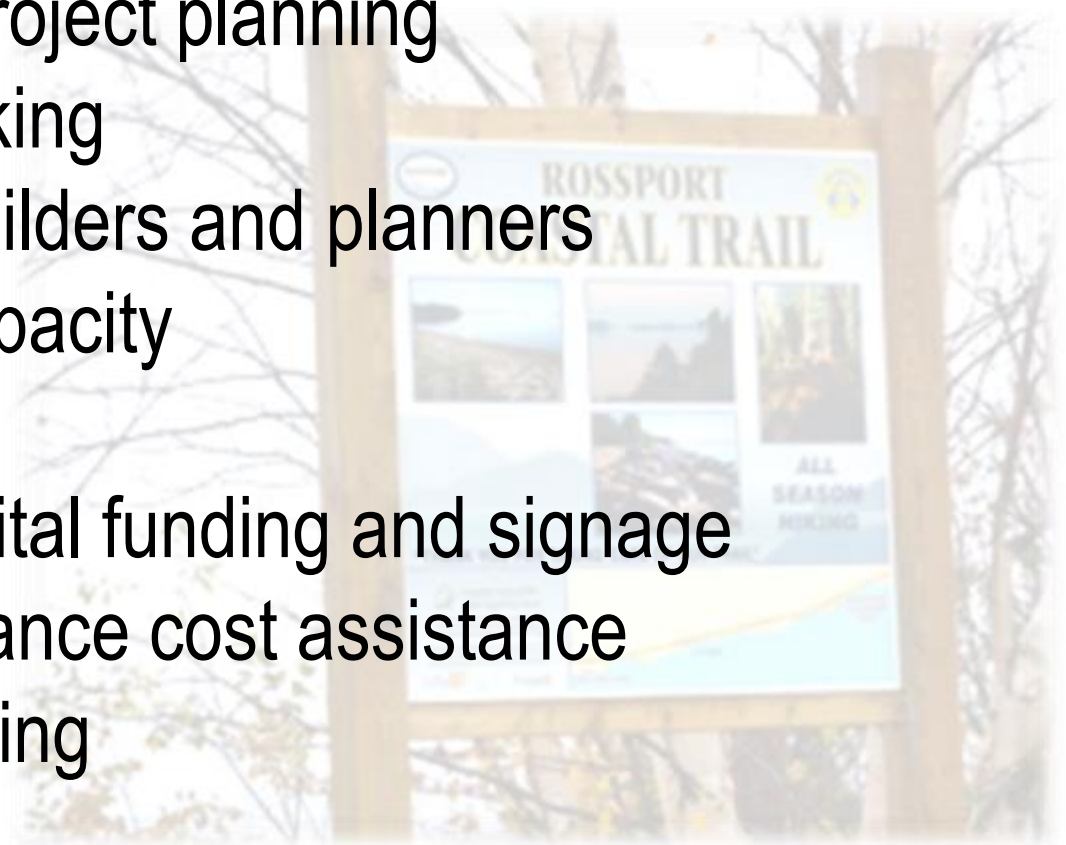 roject planning
king
ilders and planners
pacity
ital funding and signage
ance cost assistance
ing
ROSSPORT
COASTAL TRAIL
ALL
SEASON
HIKING